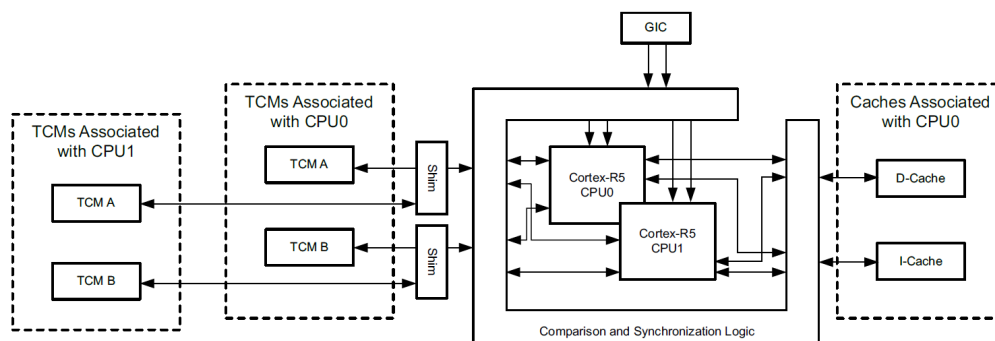 GIC
TCMs Associated
with CPU1
TCM A
TCM B
TCMs Associated
with CPU0
TCM A
TCM B
Shim
Shim
Cortex-R5
CPU0
Cortex-R5
CPU1
Comparison and Synchronization Logic
Caches Associated
with CPU0
D-Cache
I-Cache